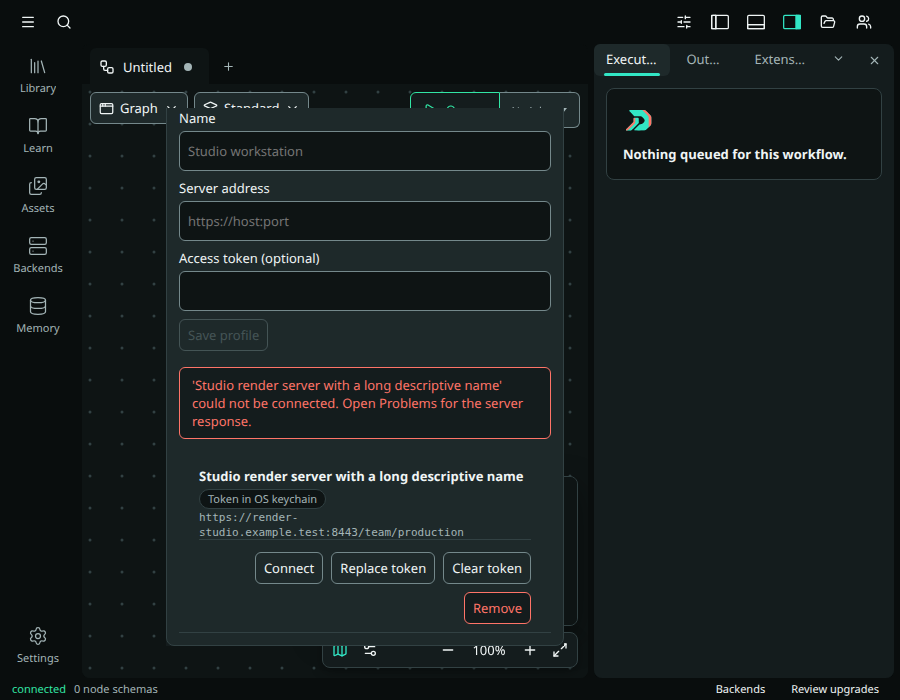 Untitled
Execut...
Out...
Extens...
Library
Learn
Assets
Backends
Memory
Settings
Graph
Standard
Nothing queued for this workflow.
Name
Studio workstation
Server address
https://host:port
Access token (optional)
Save profile
'Studio render server with a long descriptive name'
could not be connected. Open Problems for the server
response.
Studio render server with a long descriptive name
Token in OS keychain
https://render-
studio.example.test:8443/team/production
Connect
Replace token
Clear token
Remove
100%
connected
0 node schemas
Backends
Review upgrades